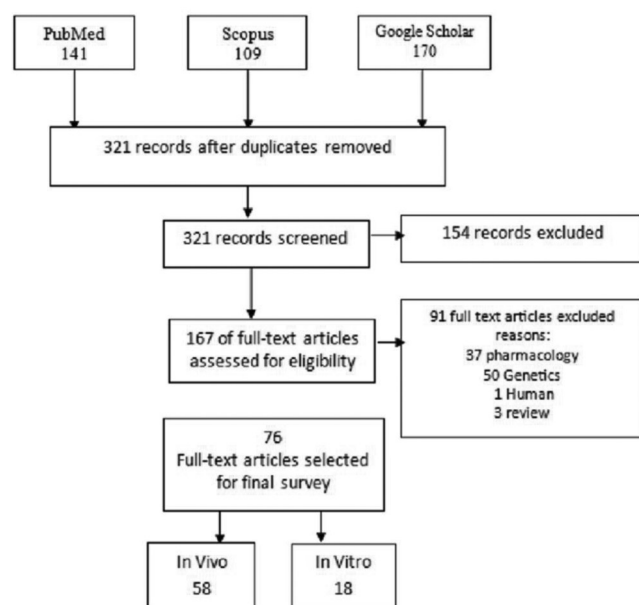 PubMed
141
Scopus
109
Google Scholar
170
321 records after duplicates removed
321 records screened
154 records excluded
167 of full-text articles
assessed for eligibility
91 full text articles excluded
reasons:
37 pharmacology
50 Genetics
1 Human
3 review
76
Full-text articles selected
for final survey
In Vivo
58
In Vitro
18